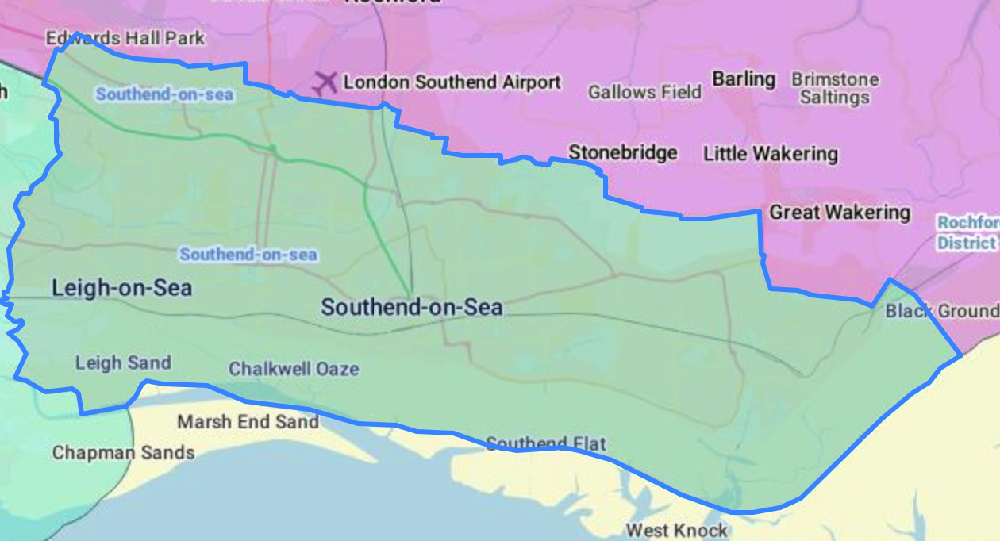 Edwards Hall Park
Southend-on-sea
London Southend Airport
Gallows Field
Barling
Brimstone
Saltings
h
Stonebridge
Little Wakering
Great Wakering
Rochfor
District
Southend-on-sea
Leigh-on-Sea
Southend-on-Sea
Black Ground
Leigh Sand
Chalkwell Oaze
Marsh End Sand
Southend Flat
Chapman Sands
West Knock